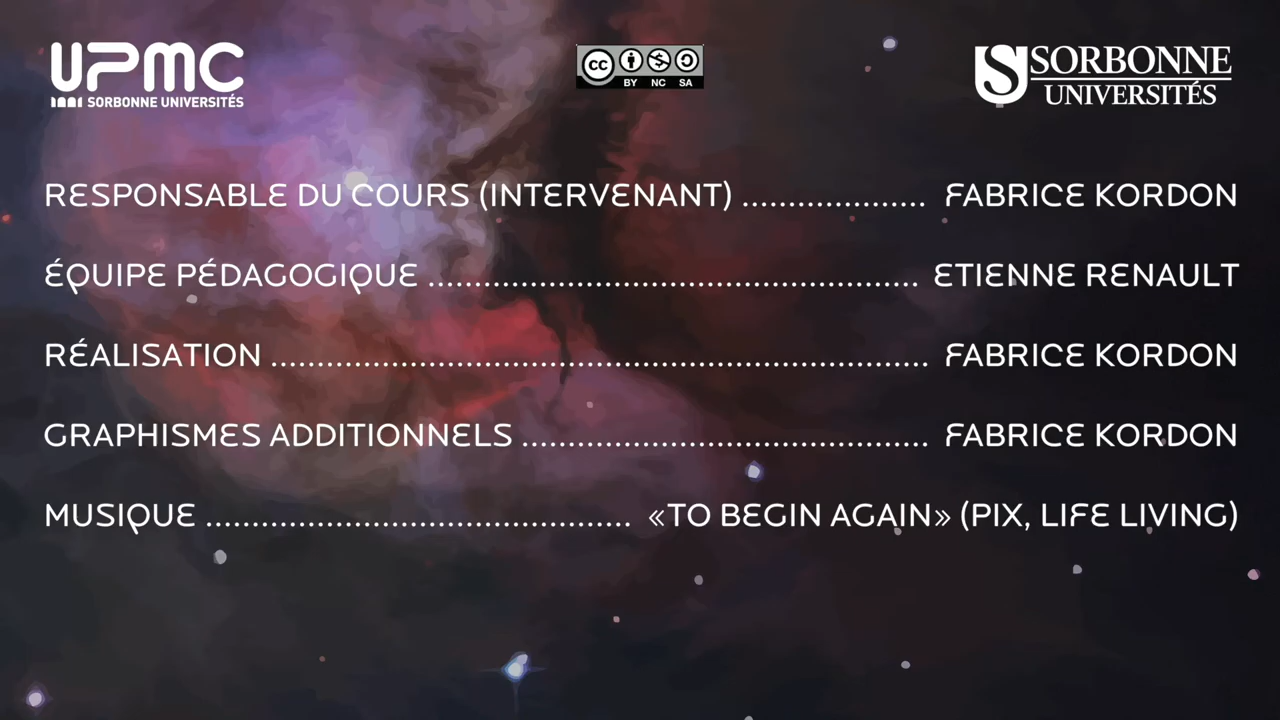 UPMC
SORBONNE UNIVERSITÉS
cc
BY NC SA
SORBONNE
UNIVERSITÉS
RESPONSABLE DU COURS (INTERVENANT) .................... FABRICE KORDON
ÉQUIPE PÉDAGOGIQUE ..................................................... ETIENNE RENAULT
RÉALISATION ....................................................................... FABRICE KORDON
GRAPHISMES ADDITIONNELS ............................................ FABRICE KORDON
MUSIQUE .............................................. «TO BEGIN AGAIN» (PIX, LIFE LIVING)